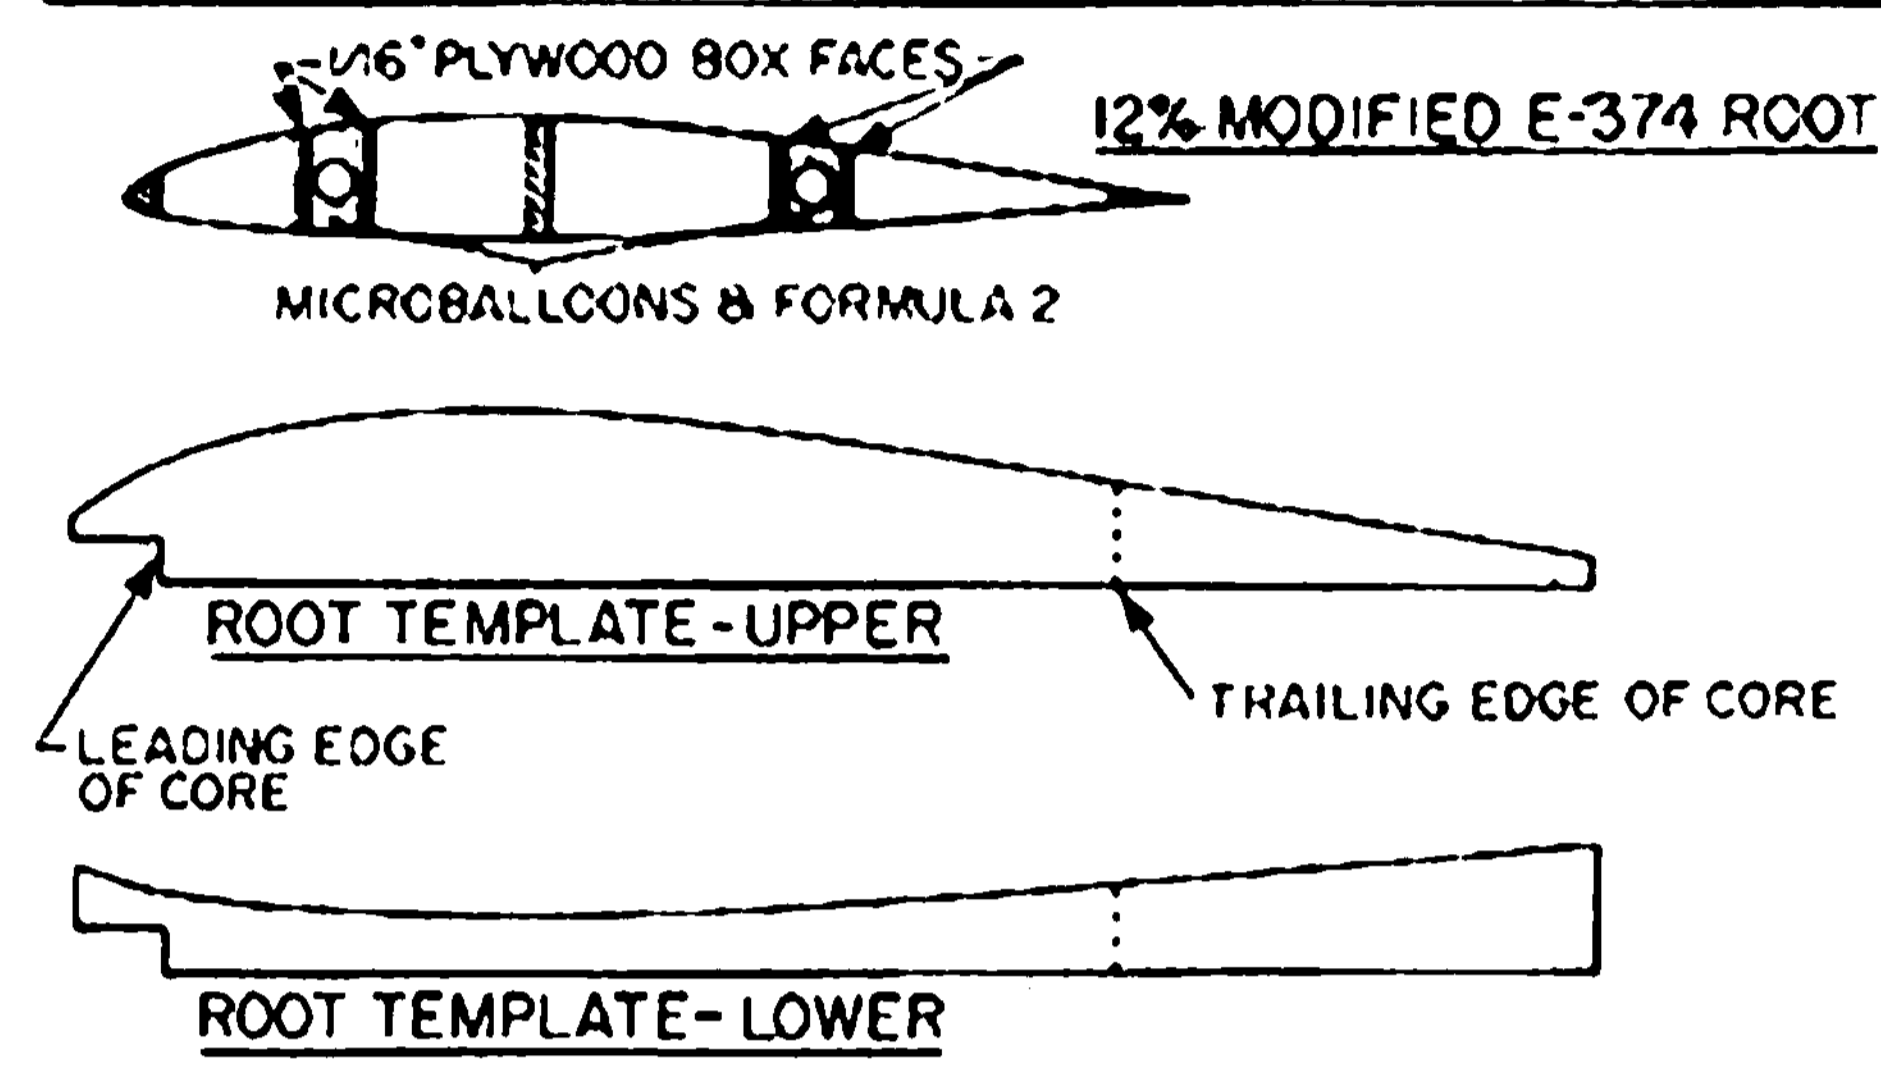 1/16" PLYWOOD BOX FACES
12% MODIFIED E-374 ROOT
MICROBALLOONS & FORMULA 2
ROOT TEMPLATE-UPPER
TRAILING EDGE OF CORE
LEADING EDGE
OF CORE
ROOT TEMPLATE-LOWER